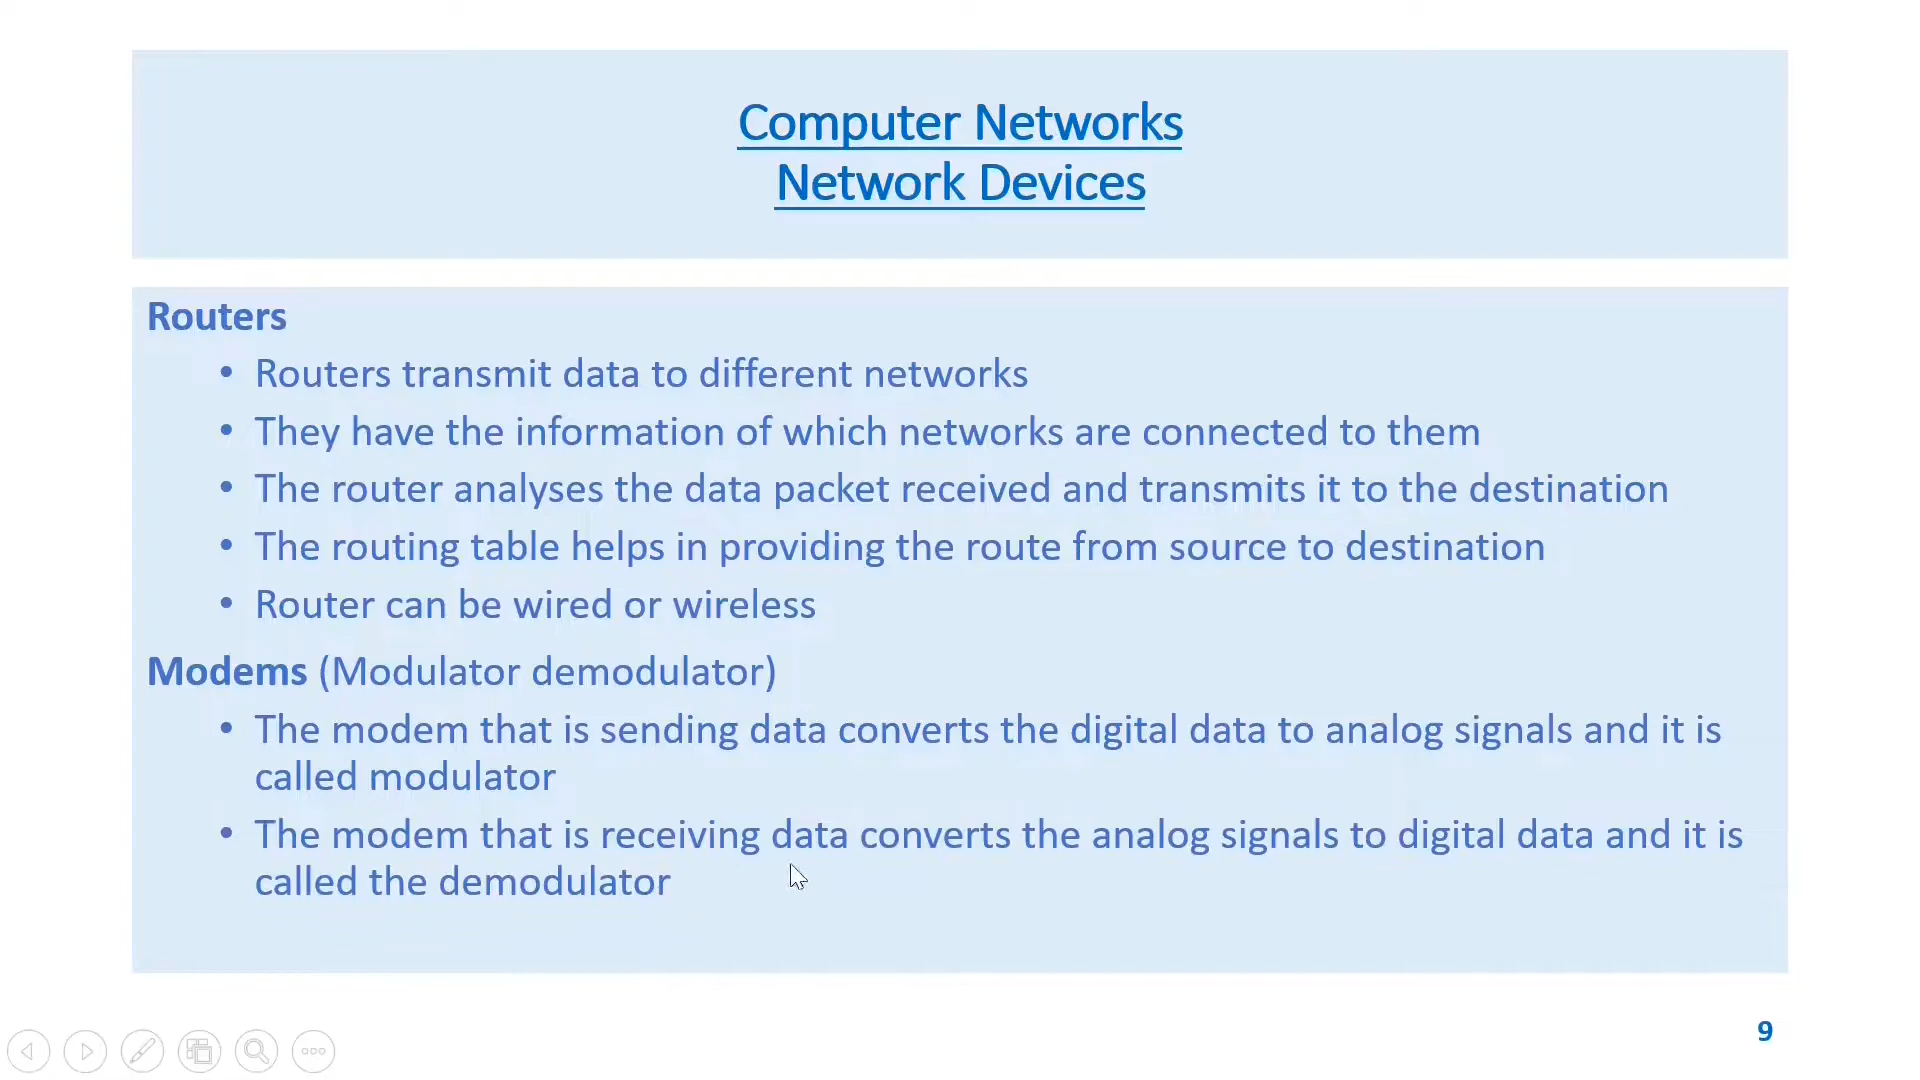 Computer Networks
Network Devices
Routers
• Routers transmit data to different networks
• They have the information of which networks are connected to them
• The router analyses the data packet received and transmits it to the destination
• The routing table helps in providing the route from source to destination
• Router can be wired or wireless
Modems (Modulator demodulator)
• The modem that is sending data converts the digital data to analog signals and it is
called modulator
• The modem that is receiving data converts the analog signals to digital data and it is
called the demodulator
9